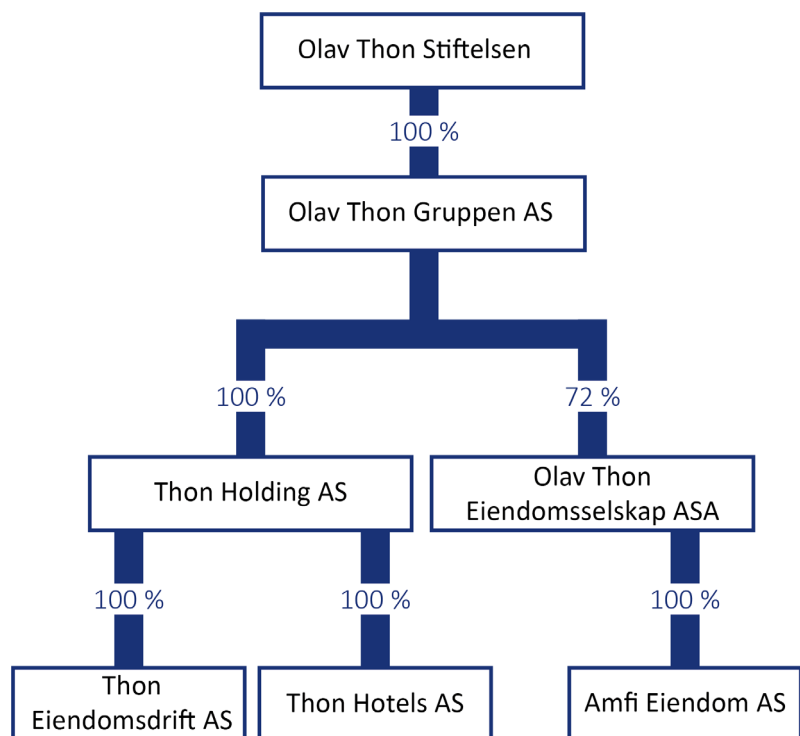 Olav Thon Stiftelsen
100 %
Olav Thon Gruppen AS
100 %
72 %
Thon Holding AS
Olav Thon
Eiendomsselskap ASA
100 %
100 %
100 %
Thon
Eiendomsdrift AS
Thon Hotels AS
Amfi Eiendom AS